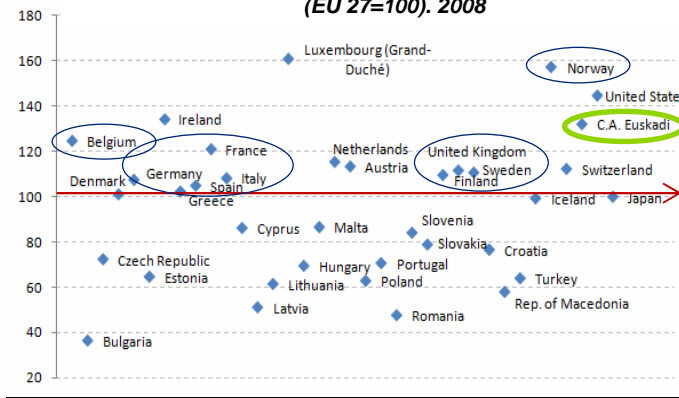 (EU 27=100). 2008
180
160
140
120
100
80
60
40
20
Luxembourg (Grand-
Duché)
Norway
United State
C.A. Euskadi
Ireland
Belgium
France
Netherlands
United Kingdom
Austria
Sweden
Switzerland
Germany
Italy
Denmark
Spain
Finland
Greece
Iceland
Japan
Cyprus
Malta
Slovenia
Slovakia
Croatia
Czech Republic
Hungary
Portugal
Estonia
Lithuania
Poland
Turkey
Rep. of Macedonia
Latvia
Romania
Bulgaria